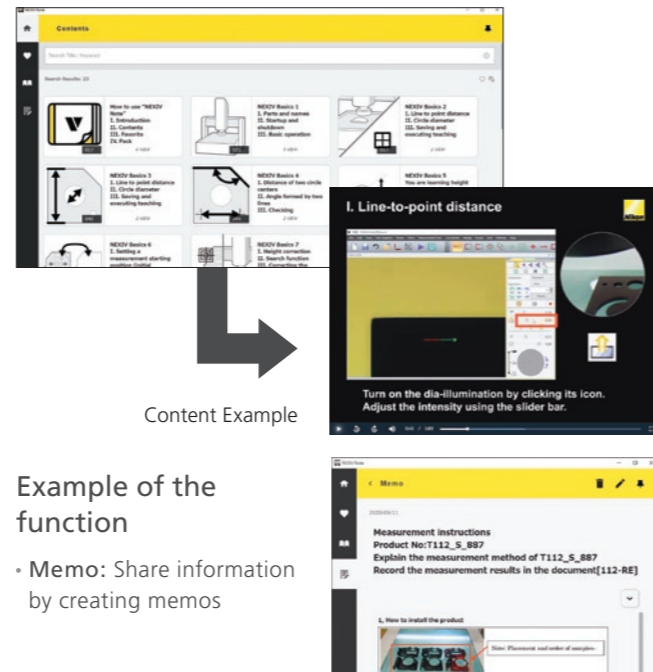 NEXIV Note
Contents
Search Title / Keyword
Search Results: 23
How to use "NEXIV
Note"
I. Introduction
II. Contents
III. Favorite
IV. Pack
NEXIV Basics 1
I. Parts and names
II. Startup and
shutdown
III. Basic operation
NEXIV Basics 2
I. Line to point distance
II. Circle diameter
III. Saving and
executing teaching
NEXIV Basics 3
I. Line to point distance
II. Circle diameter
III. Saving and
executing teaching
NEXIV Basics 4
I. Distance of two circle
centers
II. Angle formed by two
lines
III. Checking
NEXIV Basics 5
You are learning height
NEXIV Basics 6
I. Setting a
measurement starting
position (Initial
NEXIV Basics 7
I. Height correction
II. Search function
III. Correcting the
I. Line-to-point distance
Nikon
Turn on the dia-illumination by clicking its icon.
Adjust the intensity using the slider bar.
Content Example
Example of the
function
• Memo: Share information
by creating memos
NEXIV Note
Memo
Measurement instructions
Product No:T112_S_887
Explain the measurement method of T112_S_887
Record the measurement results in the document[112-RE]
1, How to install the product
Note: Placement and order of samples